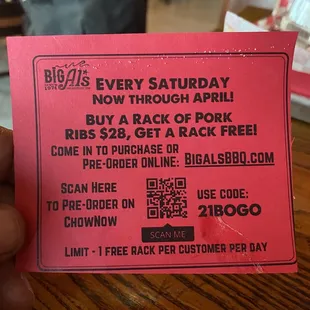 BIG AL'S
EVERY SATURDAY
NOW THROUGH APRIL!
BUY A RACK OF PORK
RIBS $28, GET A RACK FREE!
COME IN TO PURCHASE OR
PRE-ORDER ONLINE: BIGALSBBQ.COM
SCAN HERE
TO PRE-ORDER ON
CHOWNOW
USE CODE:
21BOGO
SCAN ME
LIMIT - 1 FREE RACK PER CUSTOMER PER DAY